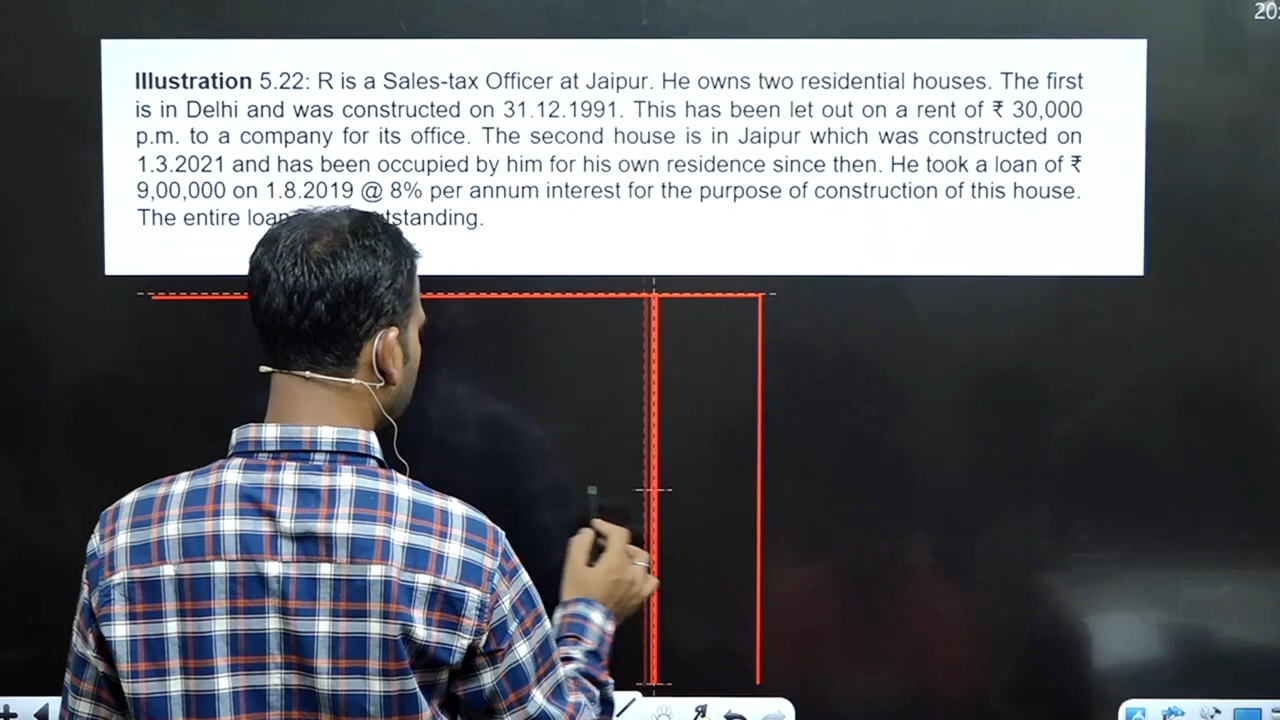 20:
Illustration 5.22: R is a Sales-tax Officer at Jaipur. He owns two residential houses. The first
is in Delhi and was constructed on 31.12.1991. This has been let out on a rent of ₹ 30,000
p.m. to a company for its office. The second house is in Jaipur which was constructed on
1.3.2021 and has been occupied by him for his own residence since then. He took a loan of ₹
9,00,000 on 1.8.2019 @ 8% per annum interest for the purpose of construction of this house.
The entire loan